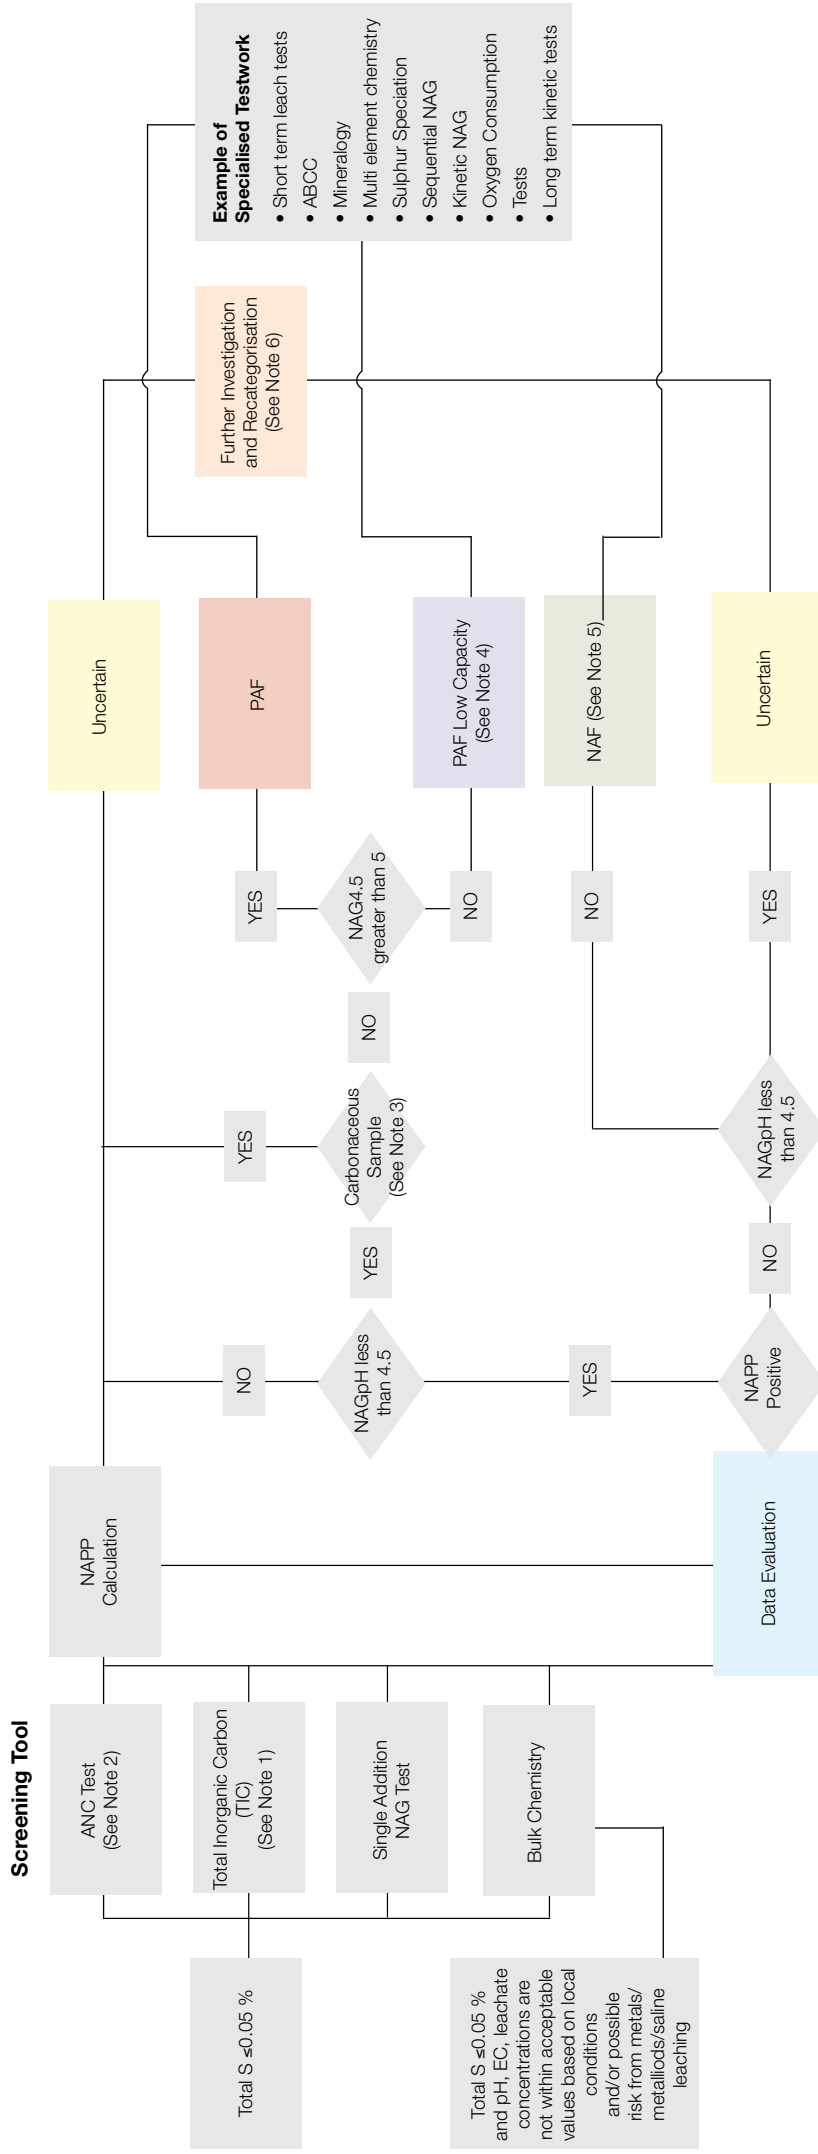 Screening Tool
Total S ≤0.05 %
Total S ≤0.05 %
and pH, EC, leachate
concentrations are
not within acceptable
values based on local
conditions
and/or possible
risk from metals/
metalliods/saline
leaching
ANC Test
(See Note 2)
Total Inorganic Carbon
(TIC)
(See Note 1)
Single Addition
NAG Test
Bulk Chemistry
NAPP
Calculation
Data Evaluation
NAPP
Positive
YES
NO
NAGpH less
than 4.5
NO
YES
Carbonaceous
Sample
(See Note 3)
YES
NO
NAG4.5
greater than 5
YES
NO
NAGpH less
than 4.5
NO
YES
Uncertain
PAF
PAF Low Capacity
(See Note 4)
NAF (See Note 5)
Uncertain
Further Investigation
and Recategorisation
(See Note 6)
Example of
Specialised Testwork
• Short term leach tests
• ABCC
• Mineralogy
• Multi element chemistry
• Sulphur Speciation
• Sequential NAG
• Kinetic NAG
• Oxygen Consumption
• Tests
• Long term kinetic tests